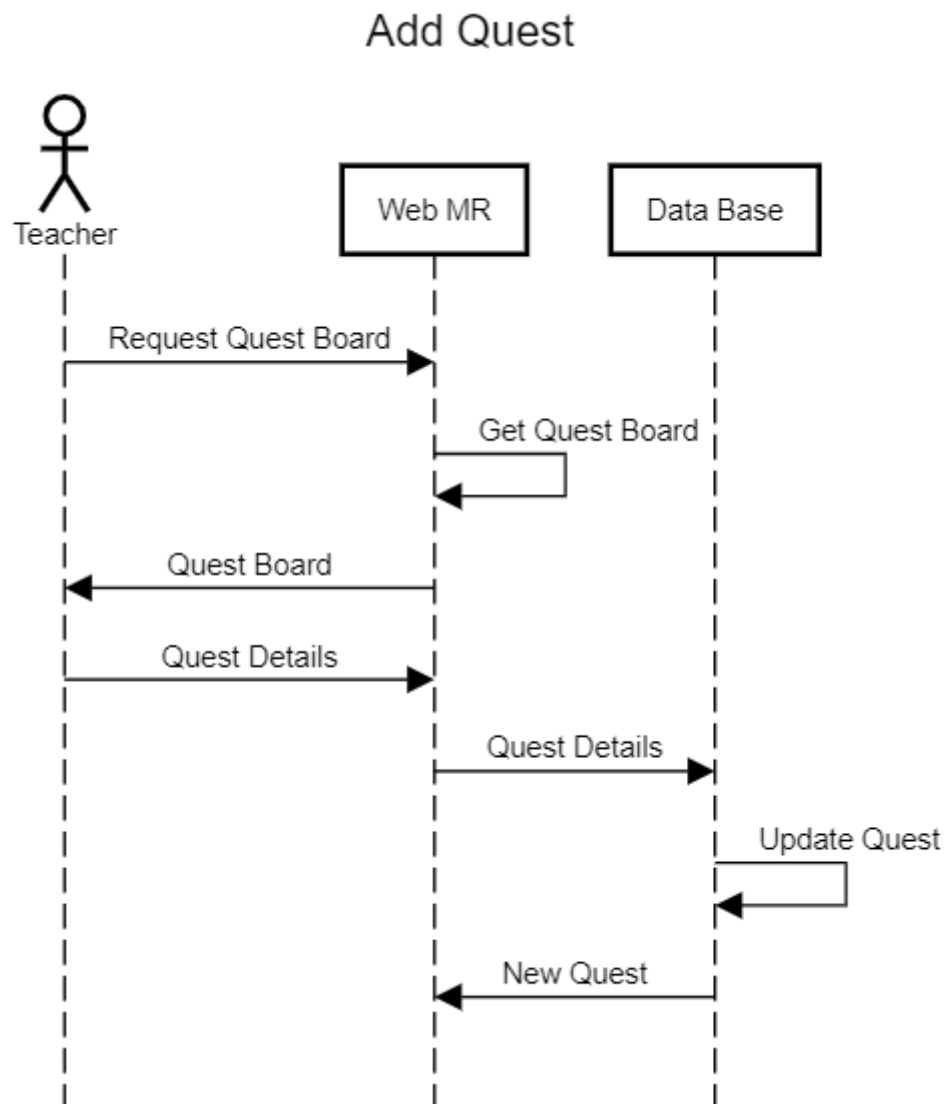 Add Quest
Teacher
Web MR
Data Base
Request Quest Board
Get Quest Board
Quest Board
Quest Details
Quest Details
Update Quest
New Quest